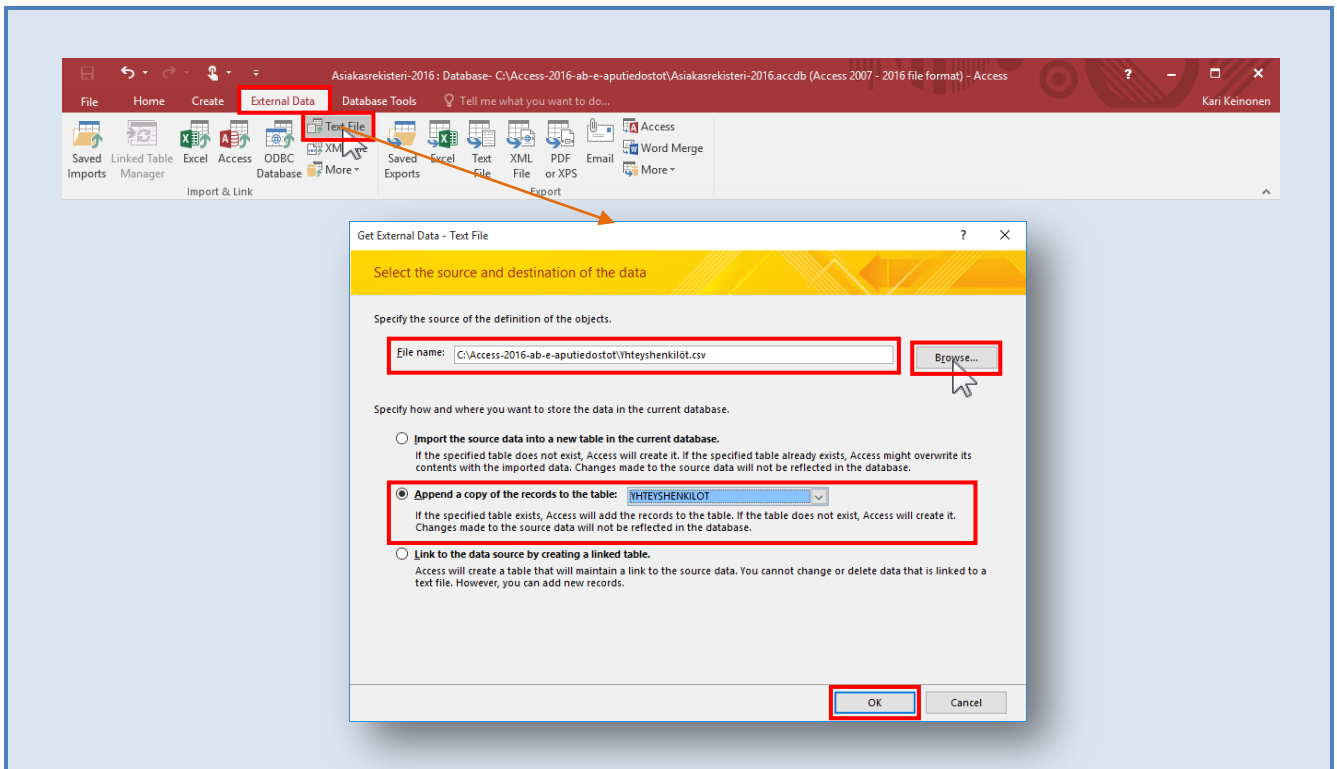 Asiakasrekisteri-2016 : Database- C:\Access-2016-ab-e-aputiedostot\Asiakasrekisteri-2016.accdb (Access 2007 - 2016 file format) - Access
?
File Home Create External Data Database Tools Tell me what you want to do... Kari Keinonen
Saved Imports
Linked Table Manager
Excel
Access
ODBC Database
Text File
More
Import & Link
Saved Exports
Excel
Text File
XML File
PDF or XPS
Email
Access
Word Merge
More
Export
Get External Data - Text File ?
Select the source and destination of the data
Specify the source of the definition of the objects.
File name: C:\Access-2016-ab-e-aputiedostot\Yhteyshenkilöt.csv Browse...
Specify how and where you want to store the data in the current database.
Import the source data into a new table in the current database.
If the specified table does not exist, Access will create it. If the specified table already exists, Access might overwrite its
contents with the imported data. Changes made to the source data will not be reflected in the database.
Append a copy of the records to the table: YHTEYSHENKILOT
If the specified table exists, Access will add the records to the table. If the table does not exist, Access will create it.
Changes made to the source data will not be reflected in the database.
Link to the data source by creating a linked table.
Access will create a table that will maintain a link to the source data. You cannot change or delete data that is linked to a
text file. However, you can add new records.
OK Cancel